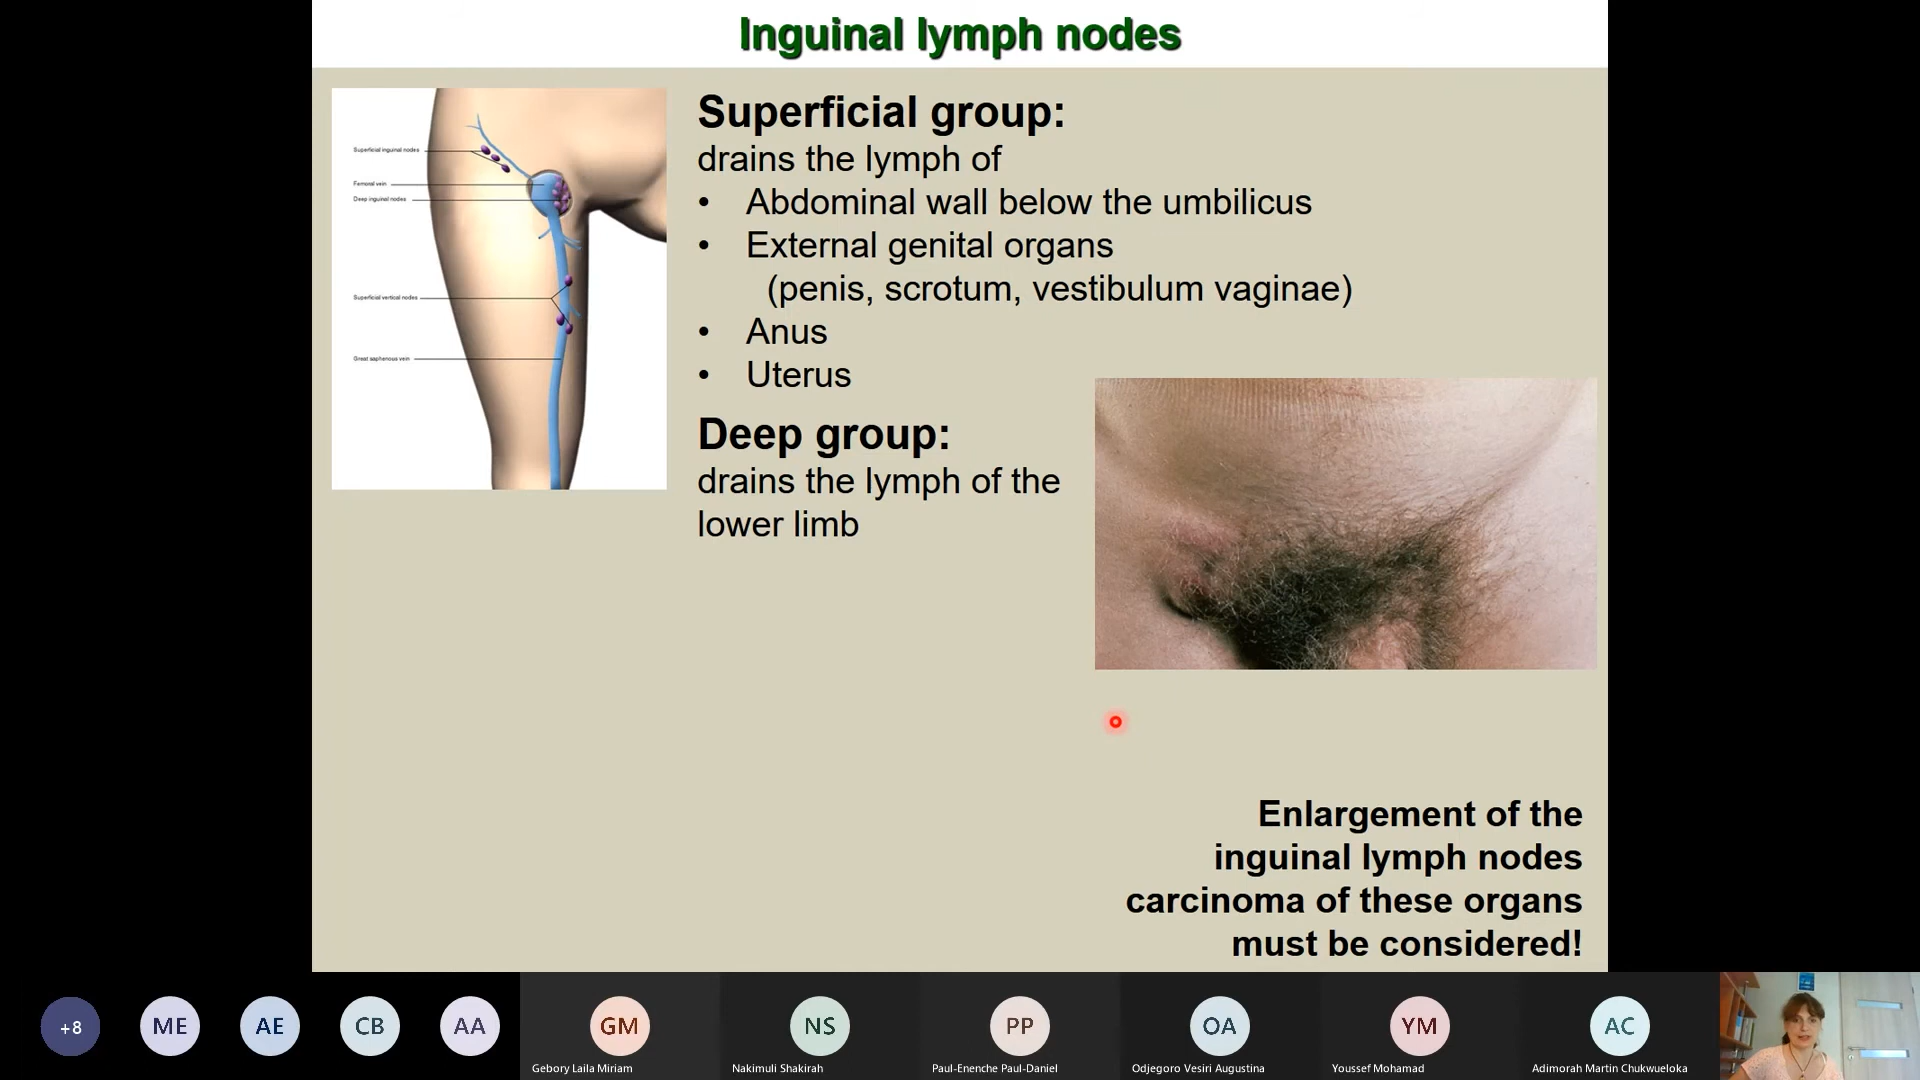 Inguinal lymph nodes
Superficial inguinal nodes
Femoral vein
Deep inguinal nodes
Superficial vertical nodes
Great saphenous vein
Superficial group:
drains the lymph of
• Abdominal wall below the umbilicus
• External genital organs
(penis, scrotum, vestibulum vaginae)
• Anus
• Uterus
Deep group:
drains the lymph of the
lower limb
Enlargement of the
inguinal lymph nodes
carcinoma of these organs
must be considered!
+8
ME
AE
CB
AA
GM
NS
PP
OA
YM
AC
Gebory Laila Miriam
Nakimuli Shakirah
Paul-Enenche Paul-Daniel
Odjegoro Vesiri Augustina
Youssef Mohamad
Adimorah Martin Chukwueloka